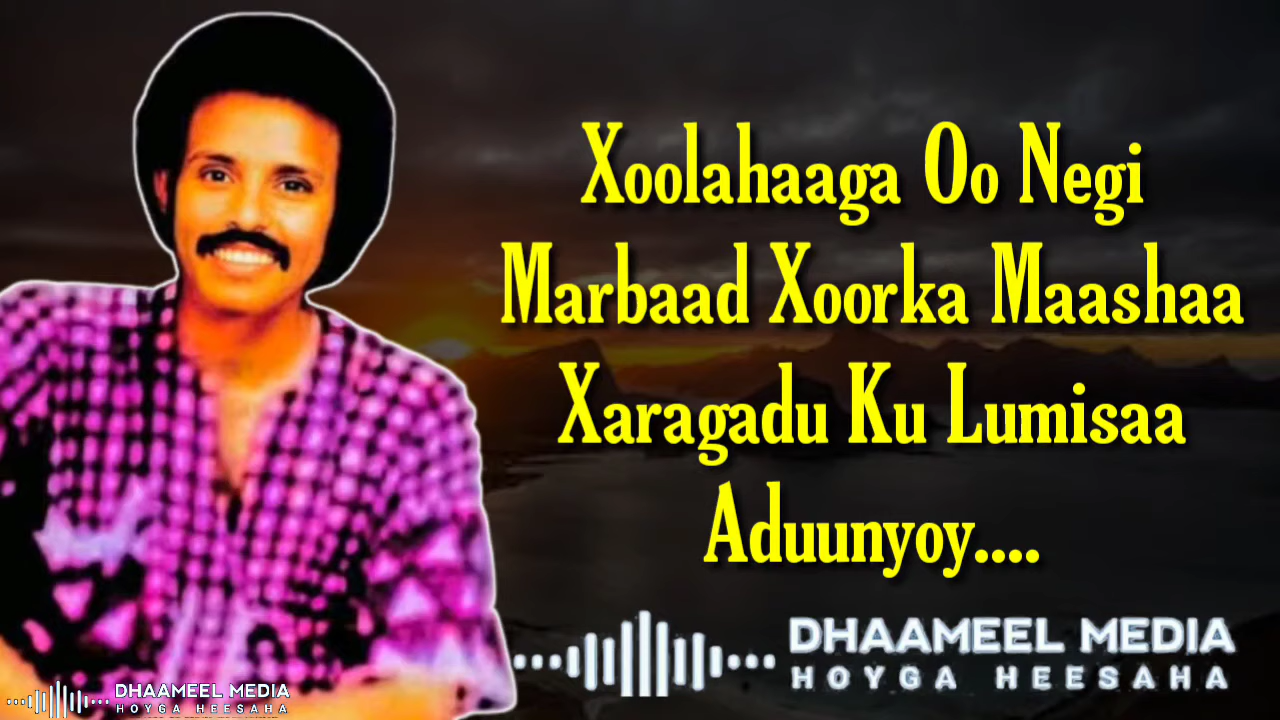 Xoolahaaga Oo Negi
Marbaad Xoorka Maashaa
Xaragadu Ku Lumisaa
Aduunyoy....
DHAAMEEL MEDIA
HOYGA HEESAHA
DHAAMEEL MEDIA
HOYGA HEESAHA